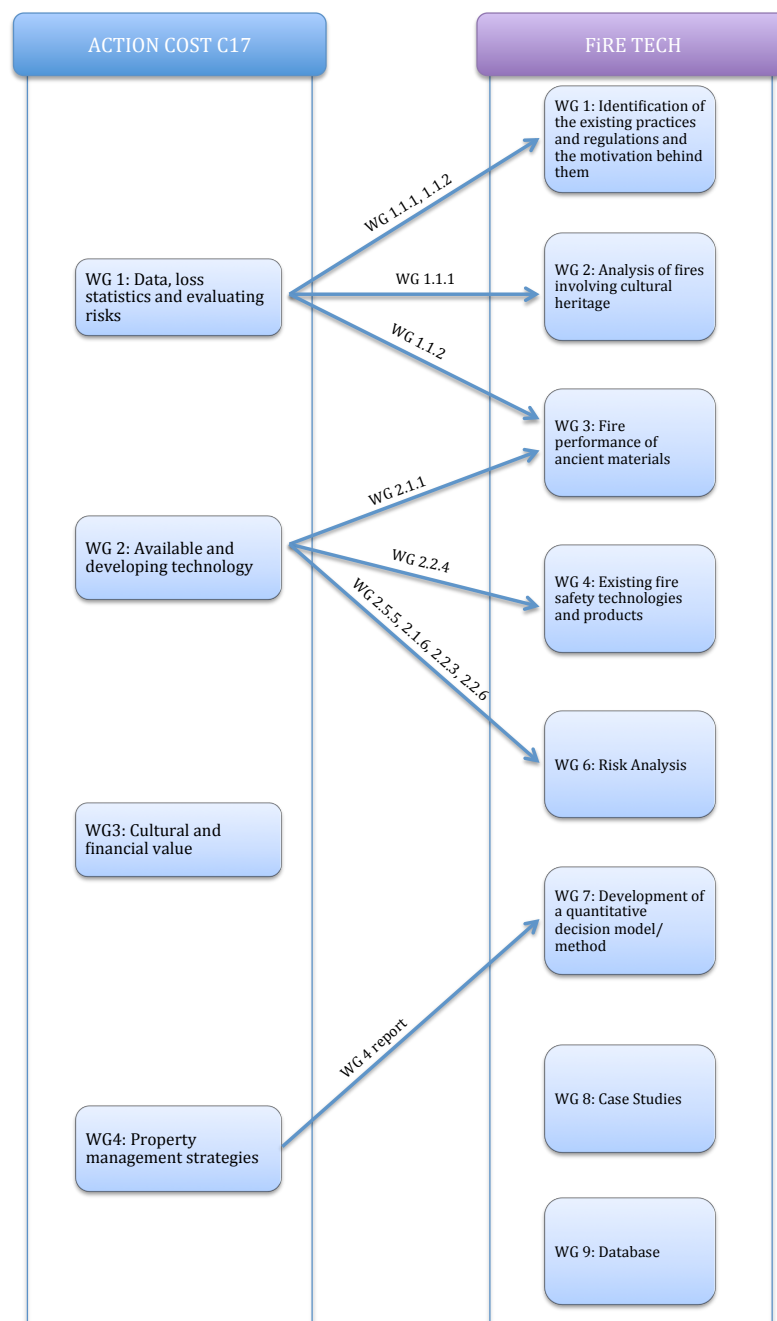 ACTION COST C17
FiRE TECH
WG 1: Identification of
the existing practices
and regulations and
the motivation behind
them
WG 1.1.1, 1.1.2
WG 1: Data, loss
statistics and evaluating
risks
WG 1.1.1
WG 2: Analysis of fires
involving cultural
heritage
WG 1.1.2
WG 3: Fire
performance of
ancient materials
WG 2.1.1
WG 2: Available and
developing technology
WG 2.2.4
WG 4: Existing fire
safety technologies
and products
WG 2.5.5, 2.1.6, 2.2.3, 2.2.6
WG 6: Risk Analysis
WG3: Cultural and
financial value
WG 7: Development of
a quantitative
decision model/
method
WG 4 report
WG4: Property
management strategies
WG 8: Case Studies
WG 9: Database